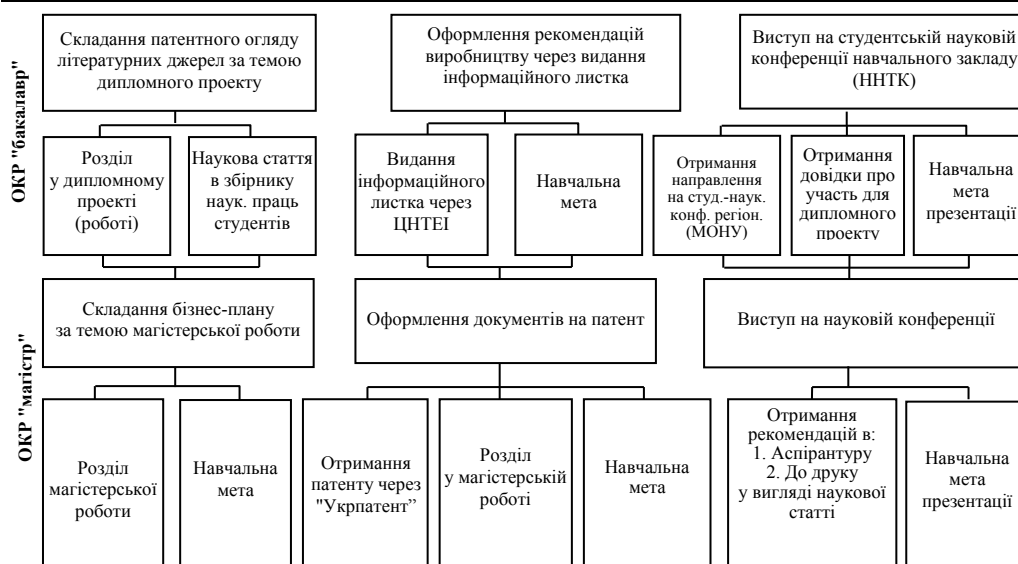 ОКР "бакалавр"
Складання патентного огляду
літературних джерел за темою
дипломного проекту
Оформлення рекомендацій
виробництву через видання
інформаційного листка
Виступ на студентській науковій
конференції навчального закладу
(ННТК)
Розділ
у дипломному
проекті
(роботі)
Наукова стаття
в збірнику
наук. праць
студентів
Видання
інформаційного
листка через
ЦНТЕІ
Навчальна
мета
Отримання
направлення
на студ.-наук.
конф. регіон.
(МОНУ)
Отримання
довідки про
участь для
дипломного
проекту
Навчальна
мета
презентації
ОКР "магістр"
Складання бізнес-плану
за темою магістерської роботи
Оформлення документів на патент
Виступ на науковій конференції
Розділ
магістерської
роботи
Навчальна
мета
Отримання
патенту через
"Укрпатент”
Розділ
у магістерській
роботі
Навчальна
мета
Отримання
рекомендацій в:
1. Аспірантуру
2. До друку
у вигляді наукової
статті
Навчальна
мета
презентації